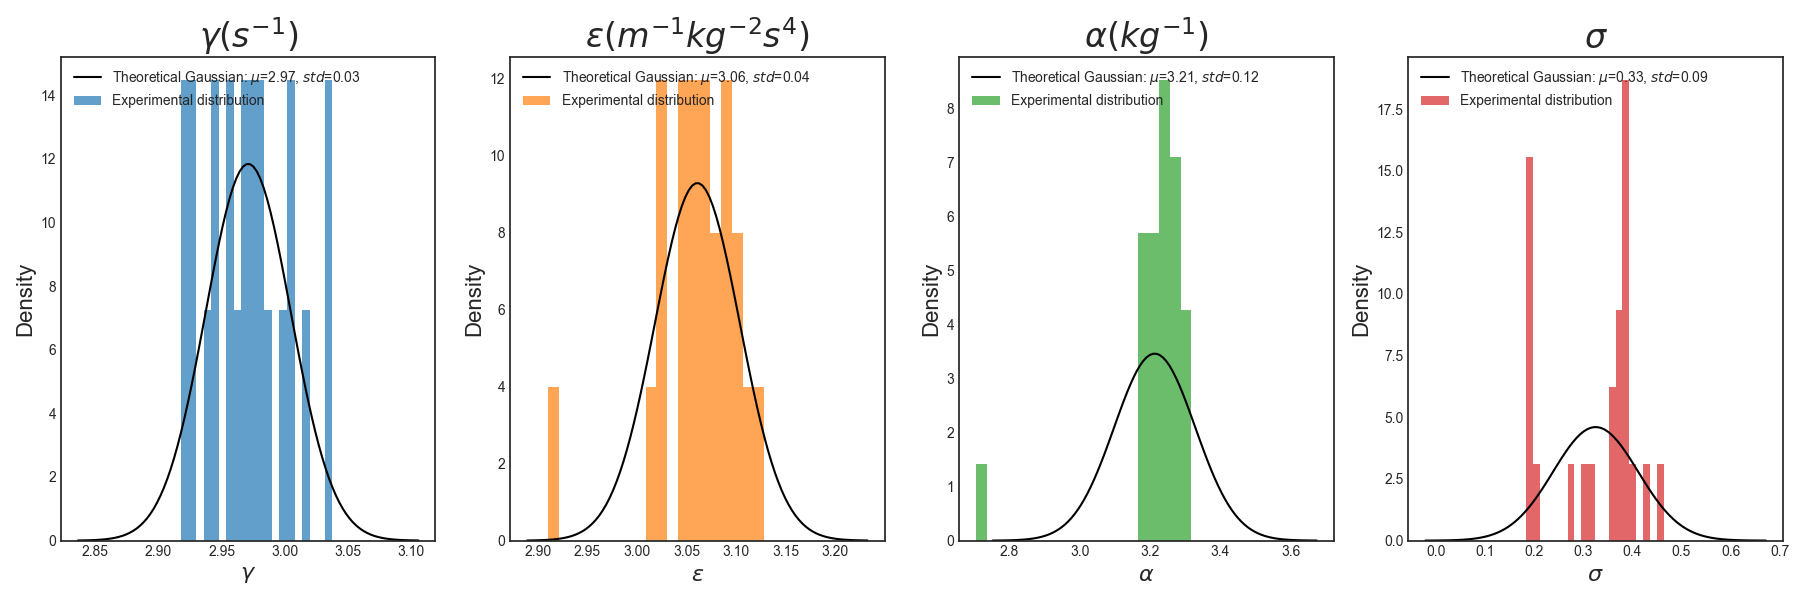 γ(s⁻¹)
Theoretical Gaussian: μ=2.97, std=0.03
Experimental distribution
Density
14
12
10
8
6
4
2
0
2.85 2.90 2.95 3.00 3.05 3.10
γ
ε(m⁻¹kg⁻²s⁴)
Theoretical Gaussian: μ=3.06, std=0.04
Experimental distribution
Density
12
10
8
6
4
2
0
2.90 2.95 3.00 3.05 3.10 3.15 3.20
ε
α(kg⁻¹)
Theoretical Gaussian: μ=3.21, std=0.12
Experimental distribution
Density
8
7
6
5
4
3
2
1
0
2.8 3.0 3.2 3.4 3.6
α
σ
Theoretical Gaussian: μ=0.33, std=0.09
Experimental distribution
Density
17.5
15.0
12.5
10.0
7.5
5.0
2.5
0.0
0.0 0.1 0.2 0.3 0.4 0.5 0.6 0.7
σ